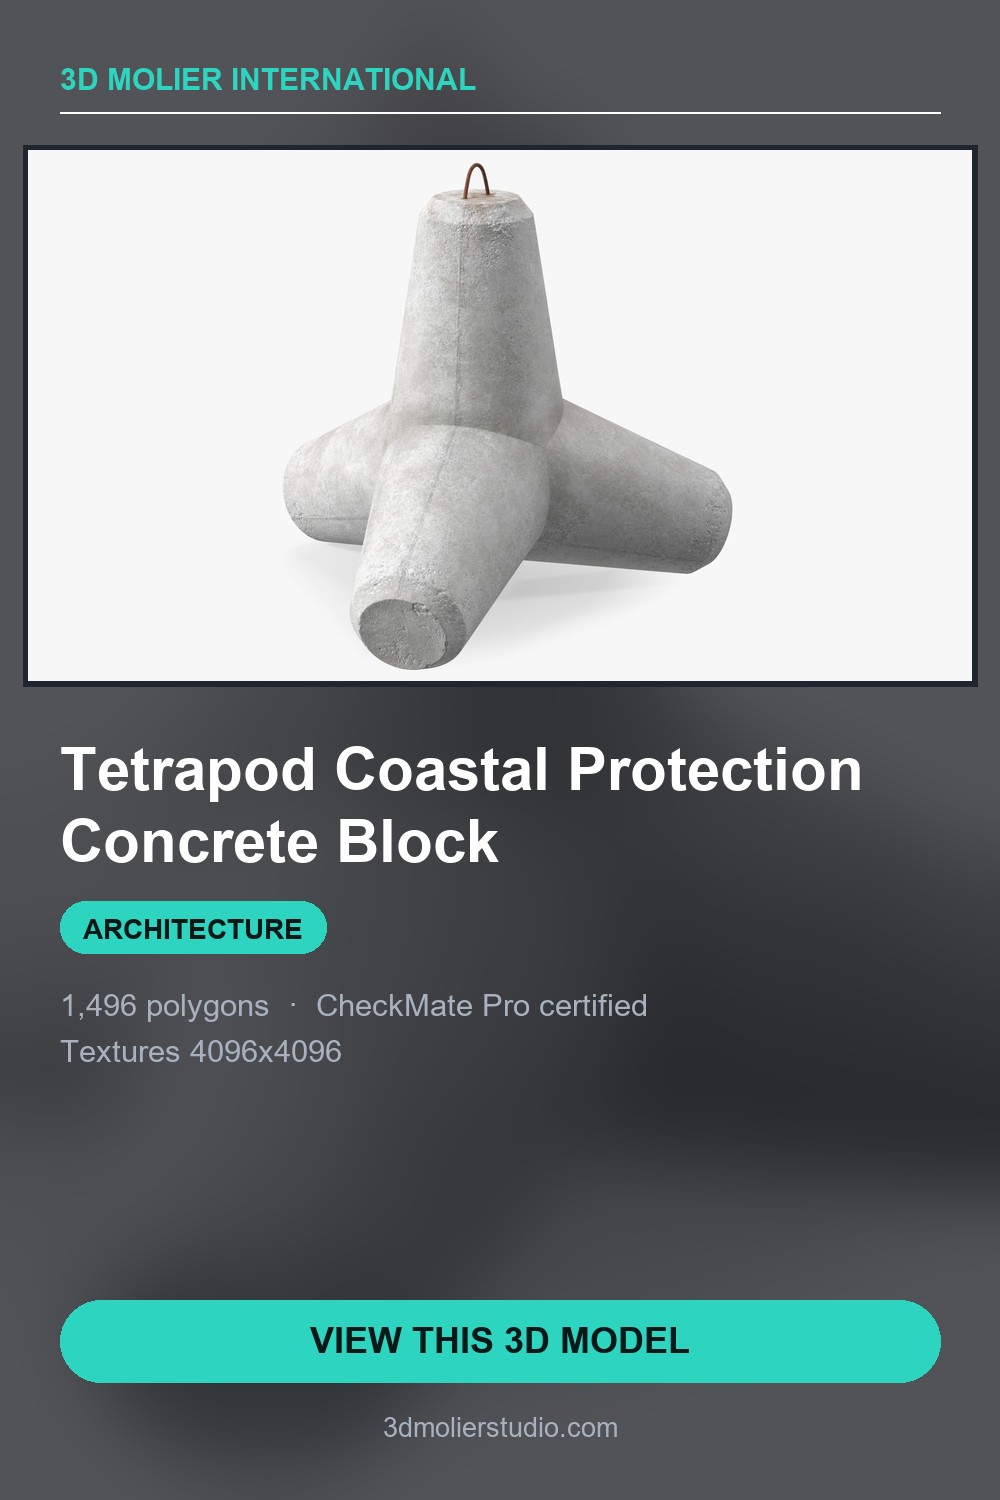 3D MOLIER INTERNATIONAL
Tetrapod Coastal Protection
Concrete Block
ARCHITECTURE
1,496 polygons · CheckMate Pro certified
Textures 4096x4096
VIEW THIS 3D MODEL
3dmolierstudio.com